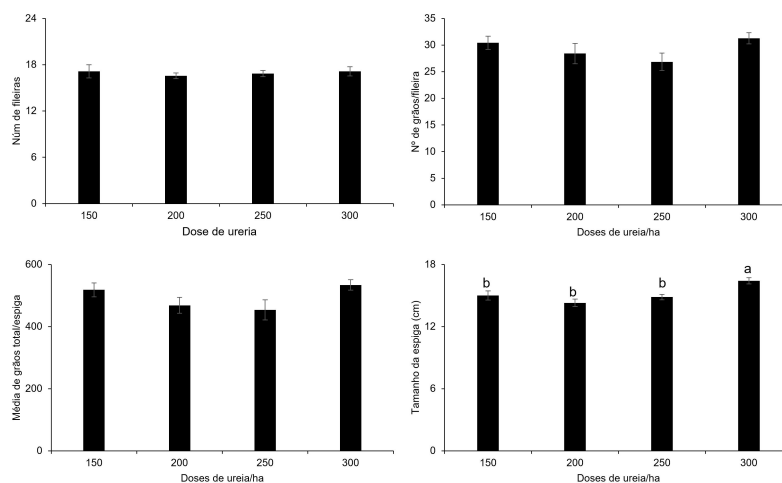 24
18
12
6
0
Núm de fileiras
150 200 250 300
Dose de ureria
35
30
25
20
15
10
5
0
Nº de grãos/fileira
150 200 250 300
Doses de ureia/ha
600
400
200
0
Média de grãos total/espiga
150 200 250 300
Doses de ureia/ha
18
12
6
0
Tamanho da espiga (cm)
b b b a
150 200 250 300
Doses de ureia/ha